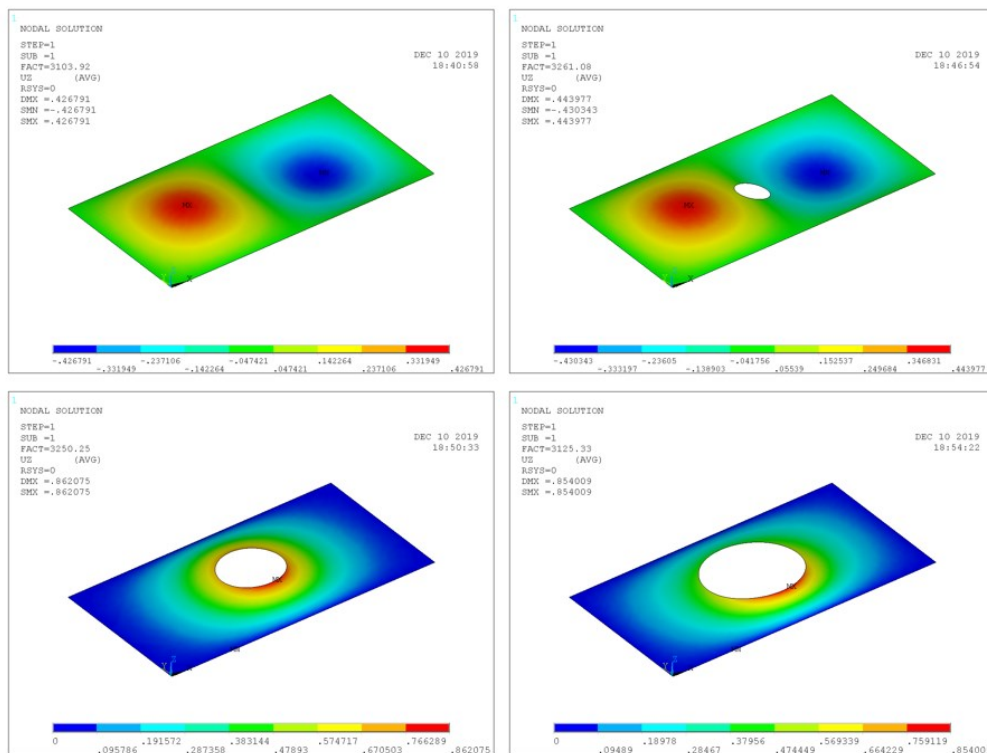 1
NODAL SOLUTION
STEP=1
SUB =1
FACT=3103.92
UZ (AVG)
RSYS=0
DMX =.426791
SMN =-.426791
SMX =.426791
DEC 10 2019
18:40:58
MX
X
-.426791 -.237106 -.047421 .142264 .331949
-.331949 -.142264 .047421 .237106 .426791
1
NODAL SOLUTION
STEP=1
SUB =1
FACT=3261.08
UZ (AVG)
RSYS=0
DMX =.443977
SMN =-.430343
SMX =.443977
DEC 10 2019
18:46:54
MX
X
-.430343 -.23605 -.041756 .152537 .346831
-.333197 -.138903 .05539 .249684 .443977
1
NODAL SOLUTION
STEP=1
SUB =1
FACT=3250.25
UZ (AVG)
RSYS=0
DMX =.862075
SMX =.862075
DEC 10 2019
18:50:33
MX
0 .191572 .383144 .574717 .766289
.095786 .287358 .47893 .670503 .862075
1
NODAL SOLUTION
STEP=1
SUB =1
FACT=3125.33
UZ (AVG)
RSYS=0
DMX =.854009
SMX =.854009
DEC 10 2019
18:54:22
MX
0 .18978 .37956 .569339 .759119
.09489 .28467 .474449 .664229